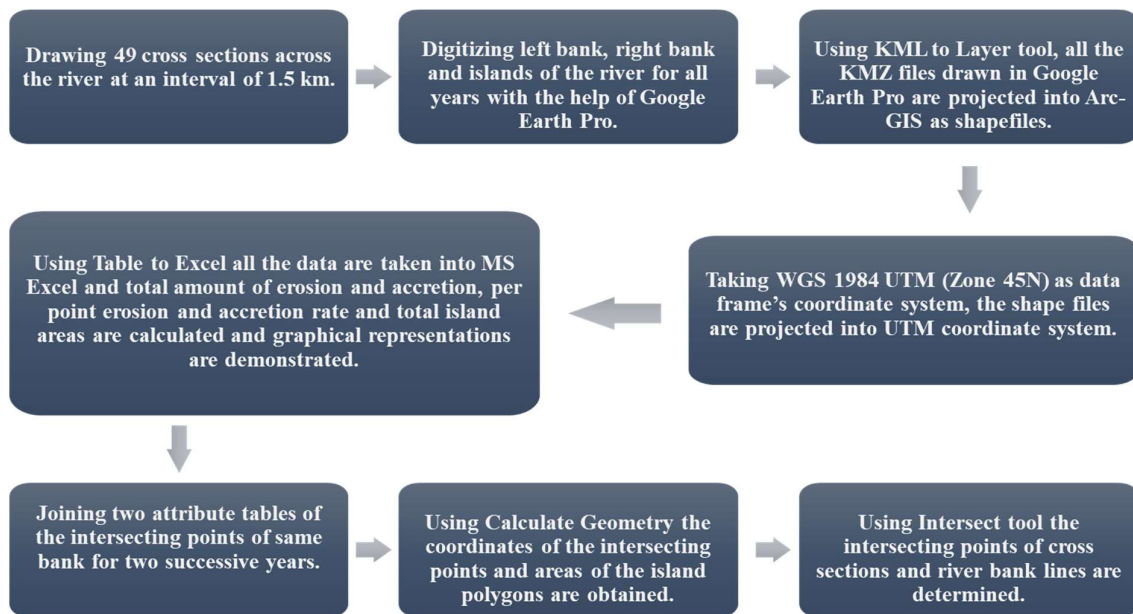 Drawing 49 cross sections across
the river at an interval of 1.5 km.
Digitizing left bank, right bank
and islands of the river for all
years with the help of Google
Earth Pro.
Using KML to Layer tool, all the
KMZ files drawn in Google
Earth Pro are projected into Arc-
GIS as shapefiles.
Taking WGS 1984 UTM (Zone 45N) as data
frame's coordinate system, the shape files
are projected into UTM coordinate system.
Using Table to Excel all the data are taken into MS
Excel and total amount of erosion and accretion, per
point erosion and accretion rate and total island
areas are calculated and graphical representations
are demonstrated.
Joining two attribute tables of
the intersecting points of same
bank for two successive years.
Using Calculate Geometry the
coordinates of the intersecting
points and areas of the island
polygons are obtained.
Using Intersect tool the
intersecting points of cross
sections and river bank lines are
determined.